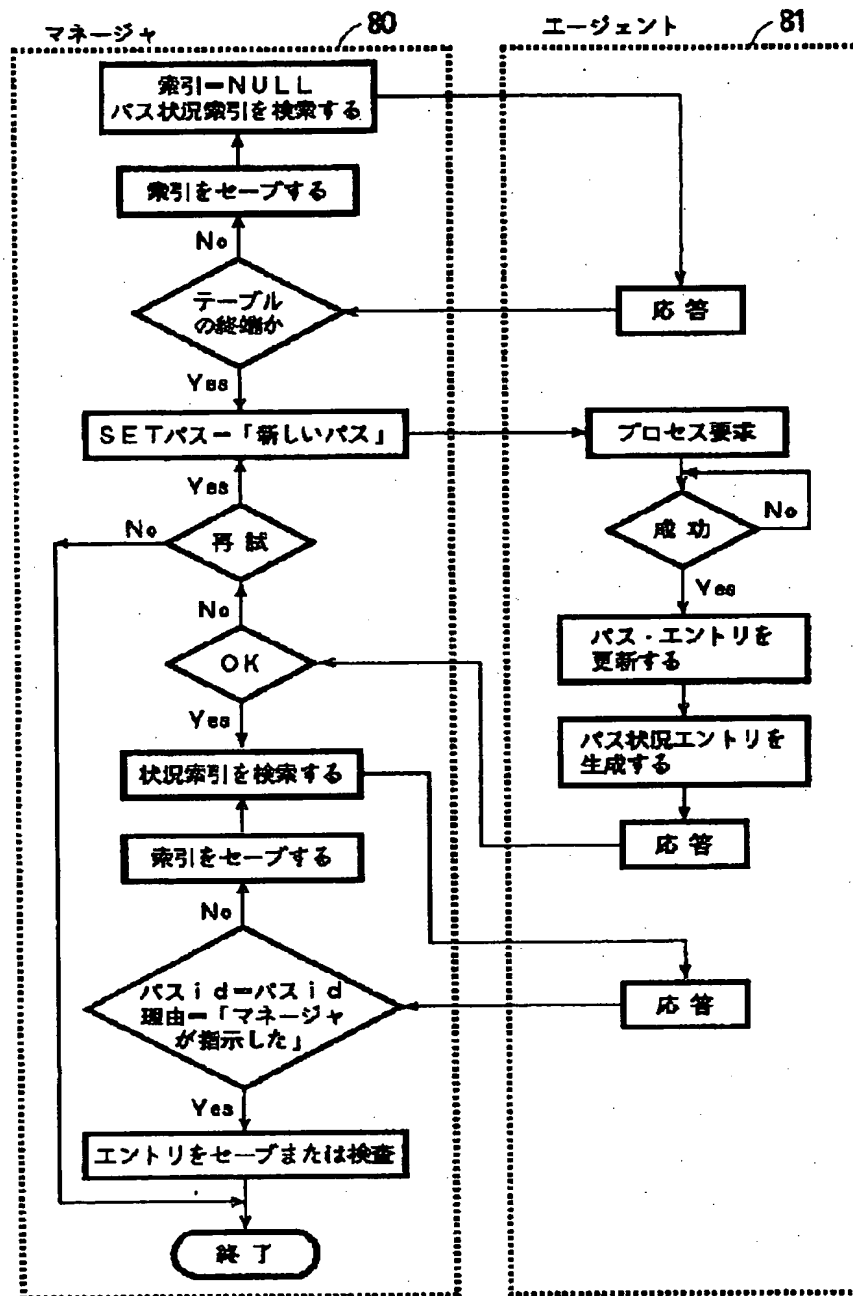 マネージャ
80
エージェント
81
索引=NULL
パス状況索引を検索する
索引をセーブする
No
テーブル
の終端か
応答
Yes
SETパス=「新しいパス」
プロセス要求
Yes
No
再試
成功
No
No
Yes
OK
パス・エントリを
更新する
Yes
状況索引を検索する
パス状況エントリを
生成する
索引をセーブする
応答
No
パスid=パスid
理由=「マネージャ
が指示した」
応答
Yes
エントリをセーブまたは検査
終了